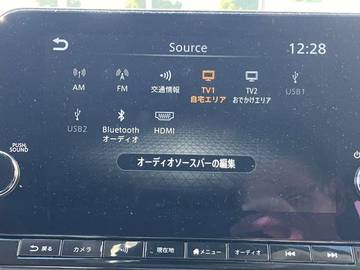 Source
12:28
AM
FM
交通情報
TV1
自宅エリア
TV2
おでかけエリア
USB1
USB2
Bluetooth
オーディオ
HDMI
オーディオソースバーの編集
PUSH:
SOUND
戻る
カメラ
現在地
メニュー
オーディオ